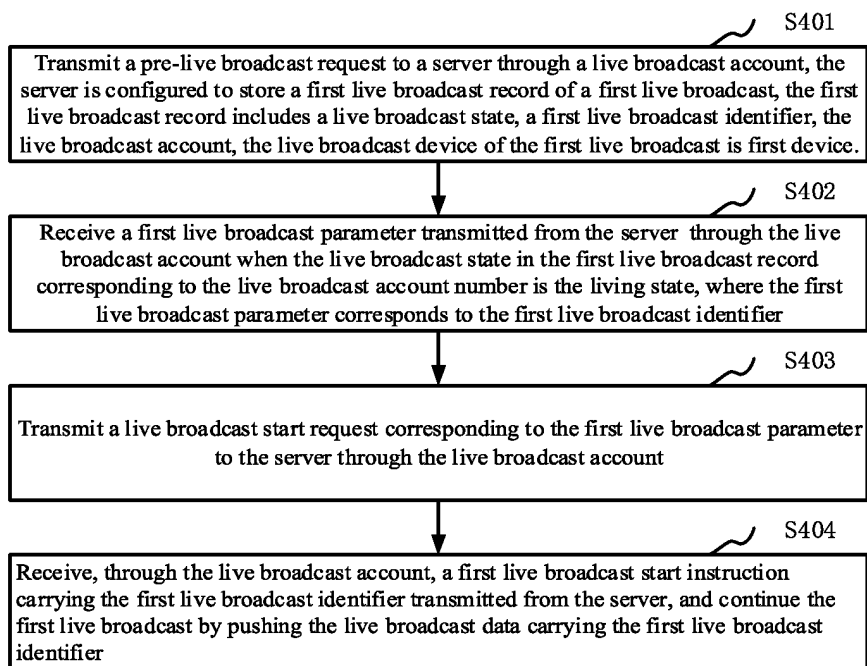 S401
Transmit a pre-live broadcast request to a server through a live broadcast account, the
server is configured to store a first live broadcast record of a first live broadcast, the first
live broadcast record includes a live broadcast state, a first live broadcast identifier, the
live broadcast account, the live broadcast device of the first live broadcast is first device.
S402
Receive a first live broadcast parameter transmitted from the server through the live
broadcast account when the live broadcast state in the first live broadcast record
corresponding to the live broadcast account number is the living state, where the first
live broadcast parameter corresponds to the first live broadcast identifier
S403
Transmit a live broadcast start request corresponding to the first live broadcast parameter
to the server through the live broadcast account
S404
Receive, through the live broadcast account, a first live broadcast start instruction
carrying the first live broadcast identifier transmitted from the server, and continue the
first live broadcast by pushing the live broadcast data carrying the first live broadcast
identifier